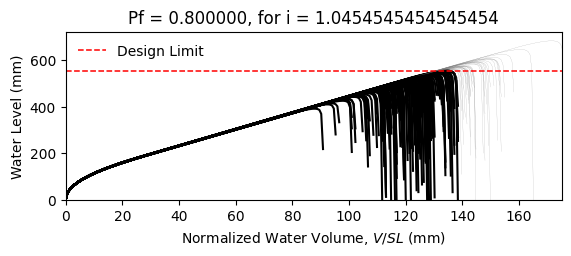 Pf = 0.800000, for i = 1.0454545454545454
Design Limit
Water Level (mm)
600
400
200
0
0 20 40 60 80 100 120 140 160
Normalized Water Volume, V/SL (mm)